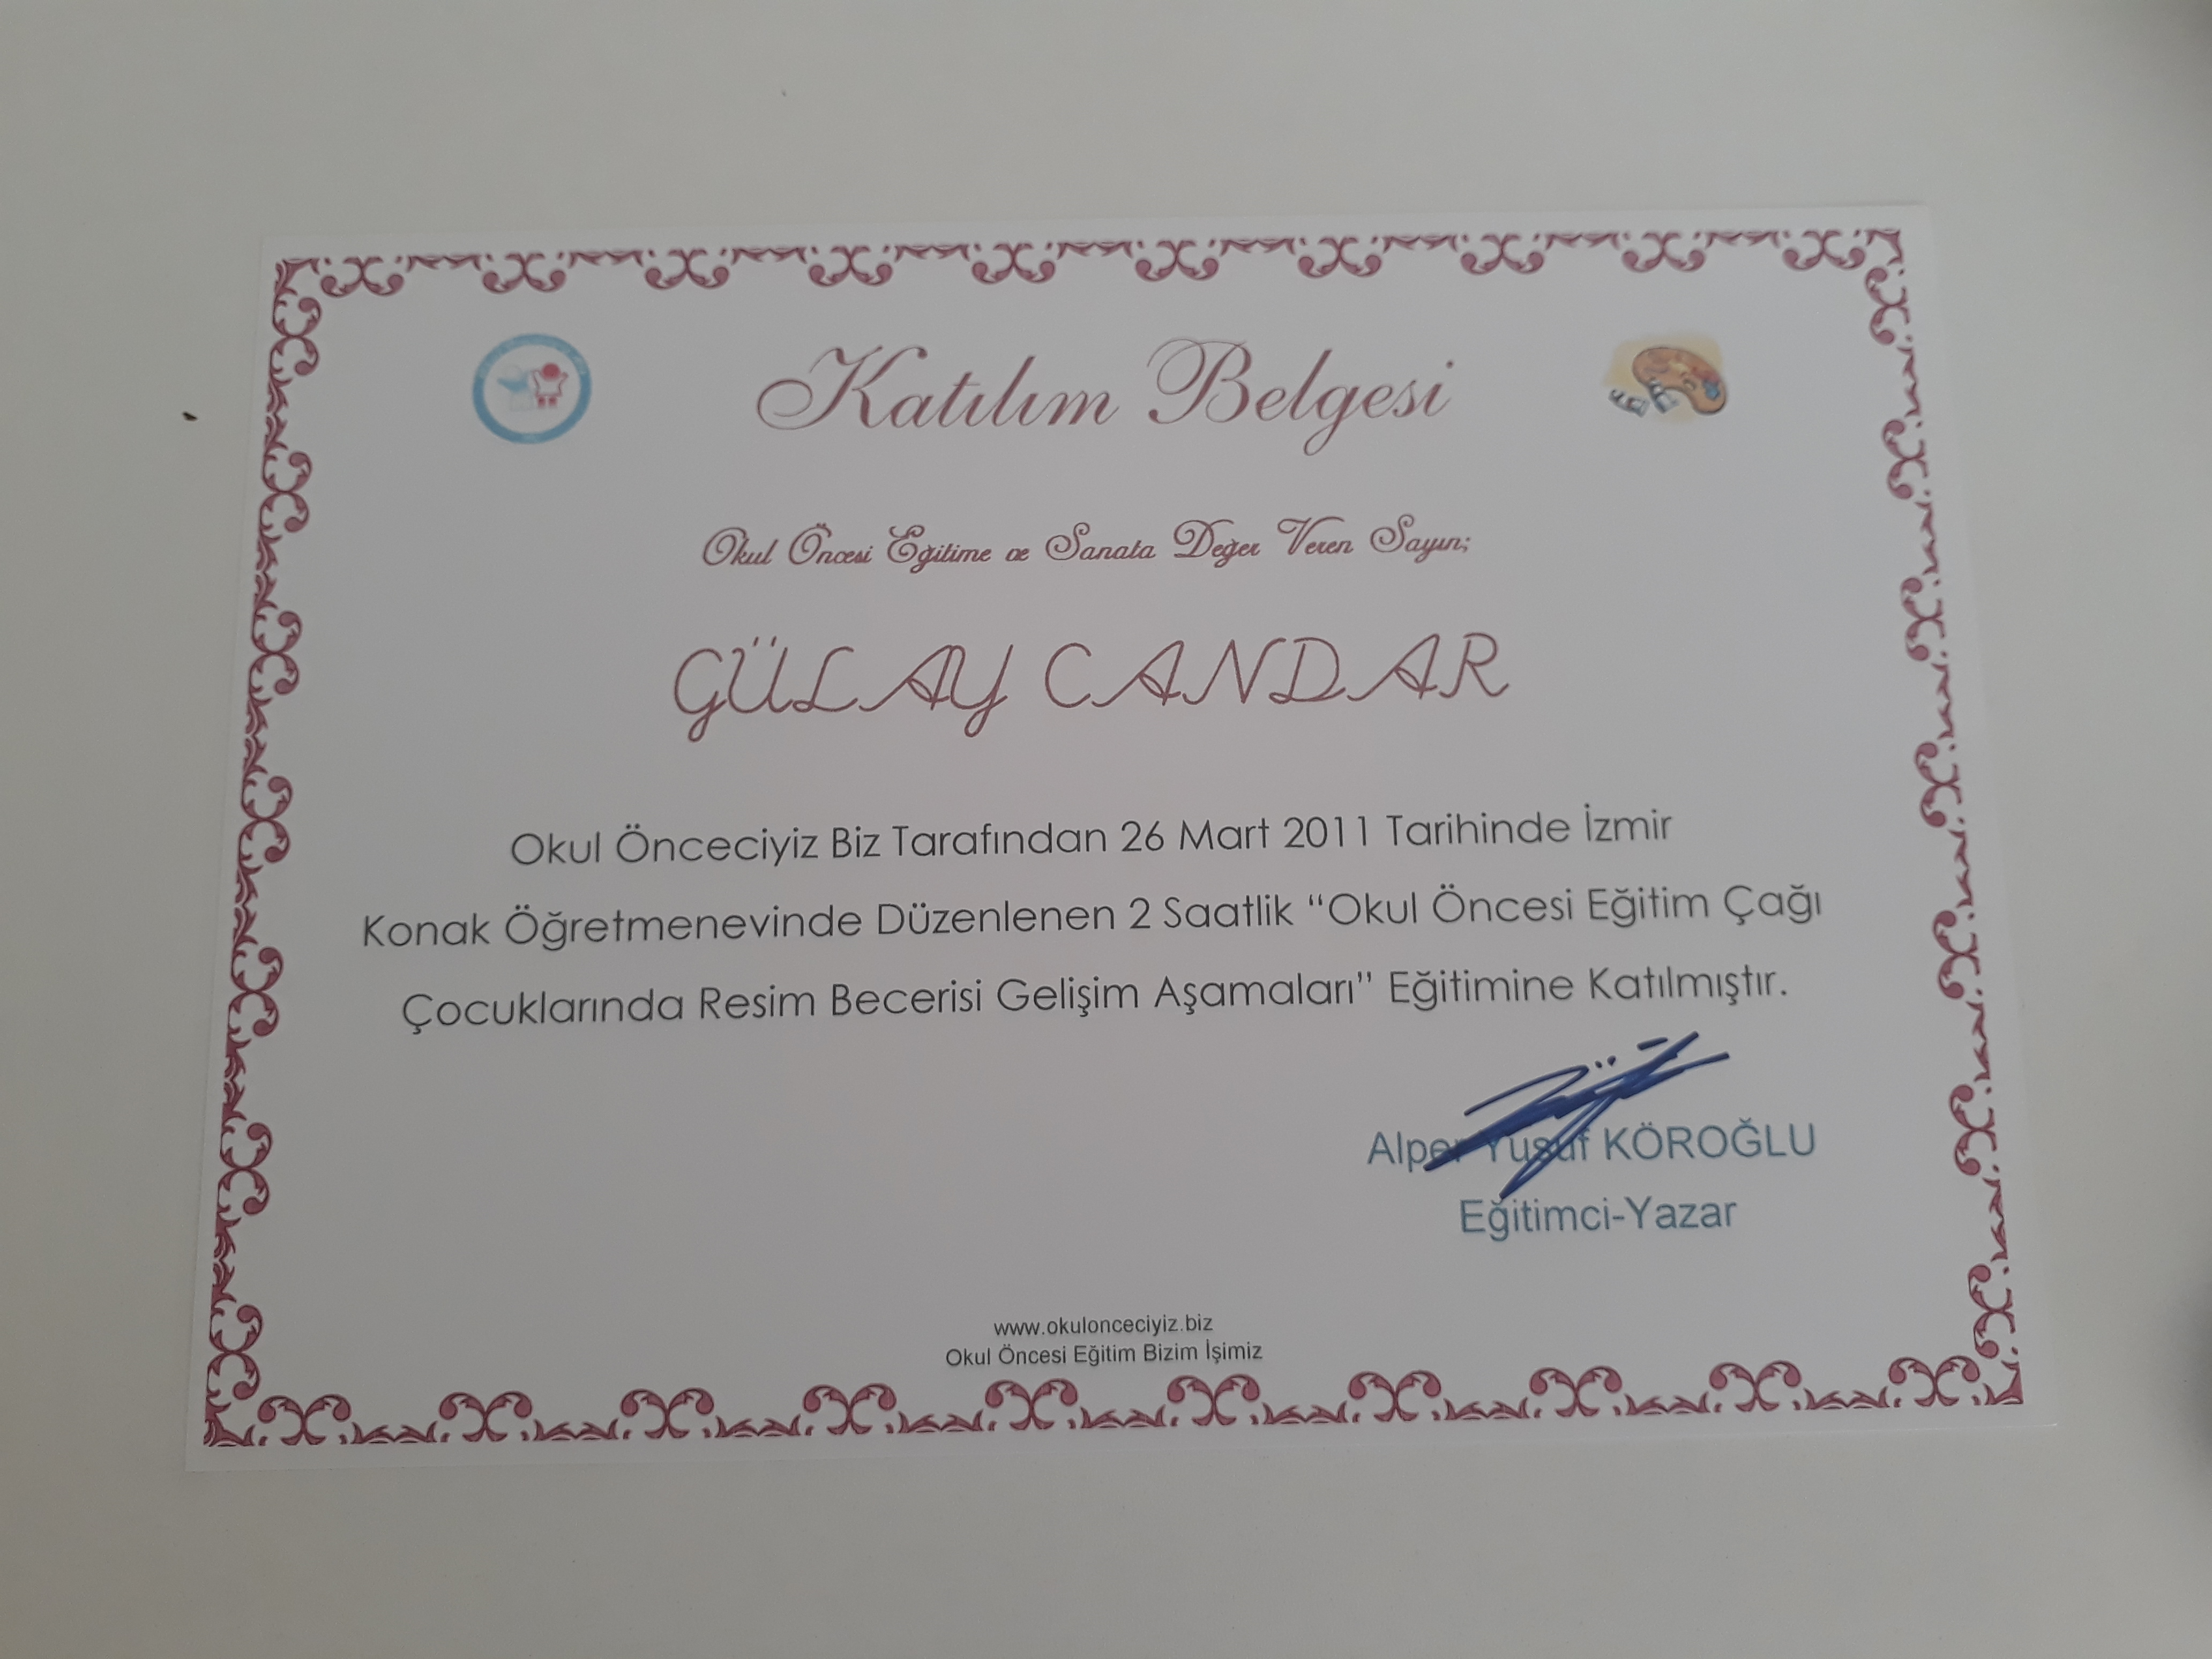 Katılım Belgesi
Okul Öncesi Eğitime ve Sanata Değer Veren Sayın;
GÜLAY CANDAR
Okul Önceciyiz Biz Tarafından 26 Mart 2011 Tarihinde İzmir
Konak Öğretmenevinde Düzenlenen 2 Saatlik “Okul Öncesi Eğitim Çağı
Çocuklarında Resim Becerisi Gelişim Aşamaları” Eğitimine Katılmıştır.
Alper Yusuf KÖROĞLU
Eğitimci-Yazar
www.okulonceciyiz.biz
Okul Öncesi Eğitim Bizim İşimiz